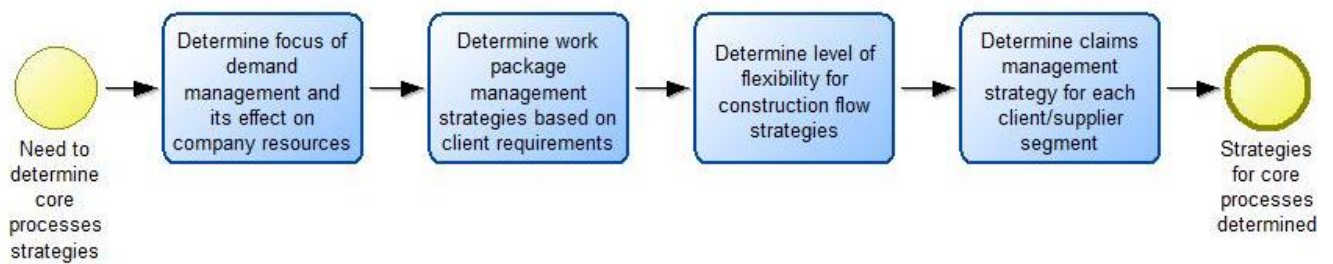 Need to
determine
core
processes
strategies
Determine focus of
demand
management and
its effect on
company resources
Determine work
package
management
strategies based on
client requirements
Determine level of
flexibility for
construction flow
strategies
Determine claims
management
strategy for each
client/supplier
segment
Strategies
for core
processes
determined